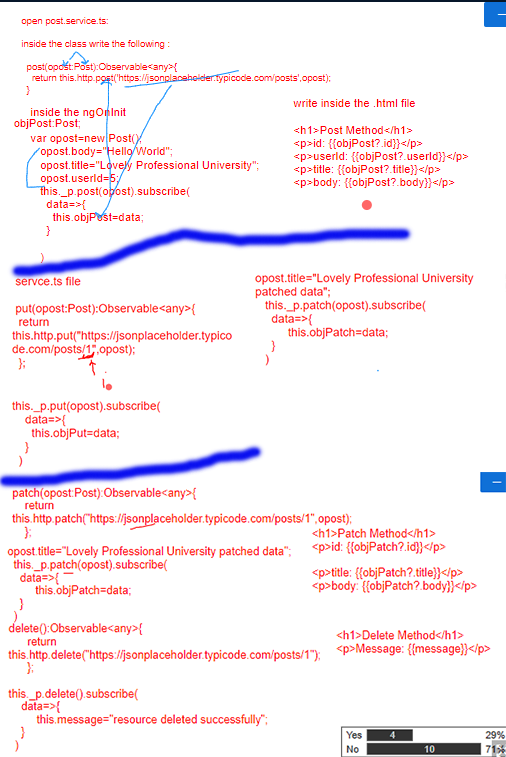 open post.service.ts:
inside the class write the following :
post(opost:Post):Observable<any>{
return this.http.post('https://jsonplaceholder.typicode.com/posts',opost);
}
inside the ngOnInit
objPost:Post;
var opost=new Post();
opost.body="Hello World";
opost.title="Lovely Professional University";
opost.userId=5;
this._p.post(opost).subscribe(
data=>{
this.objPost=data;
}
)
write inside the .html file
<h1>Post Method</h1>
<p>id: {{objPost?.id}}</p>
<p>userId: {{objPost?.userId}}</p>
<p>title: {{objPost?.title}}</p>
<p>body: {{objPost?.body}}</p>
servce.ts file
put(opost:Post):Observable<any>{
return
this.http.put("https://jsonplaceholder.typico
de.com/posts/1",opost);
};
opost.title="Lovely Professional University
patched data";
this._p.patch(opost).subscribe(
data=>{
this.objPatch=data;
}
)
this._p.put(opost).subscribe(
data=>{
this.objPut=data;
}
)
patch(opost:Post):Observable<any>{
return
this.http.patch("https://jsonplaceholder.typicode.com/posts/1",opost);
};
opost.title="Lovely Professional University patched data";
this._p.patch(opost).subscribe(
data=>{
this.objPatch=data;
}
)
<h1>Patch Method</h1>
<p>id: {{objPatch?.id}}</p>
<p>title: {{objPatch?.title}}</p>
<p>body: {{objPatch?.body}}</p>
delete():Observable<any>{
return
this.http.delete("https://jsonplaceholder.typicode.com/posts/1");
};
<h1>Delete Method</h1>
<p>Message: {{message}}</p>
this._p.delete().subscribe(
data=>{
this.message="resource deleted successfully";
}
)
Yes 4 29%
No 10 71%